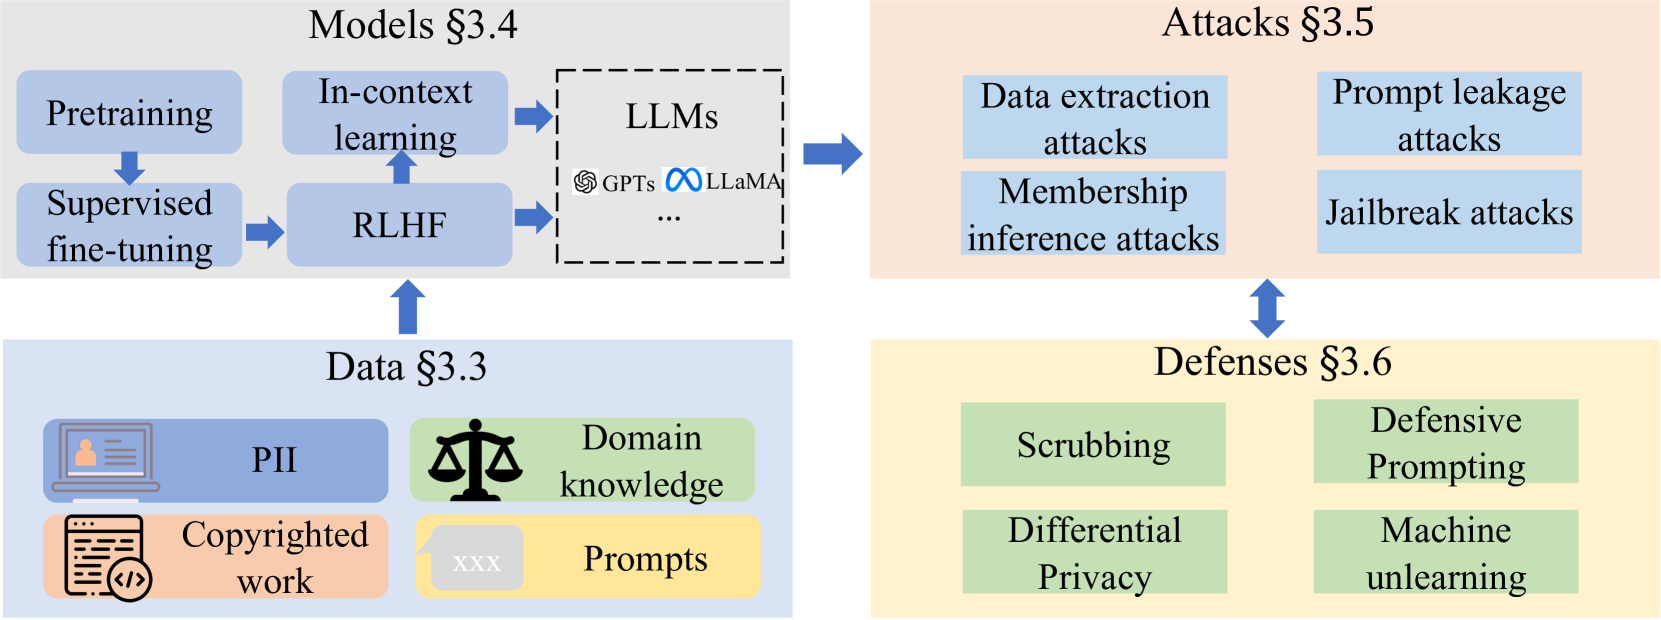 Models §3.4
Pretraining
In-context
learning
Supervised
fine-tuning
RLHF
LLMs
GPTs
LLaMA
...
Attacks §3.5
Data extraction
attacks
Prompt leakage
attacks
Membership
inference attacks
Jailbreak attacks
Data §3.3
PII
Domain
knowledge
Copyrighted
work
xxx
Prompts
Defenses §3.6
Scrubbing
Defensive
Prompting
Differential
Privacy
Machine
unlearning